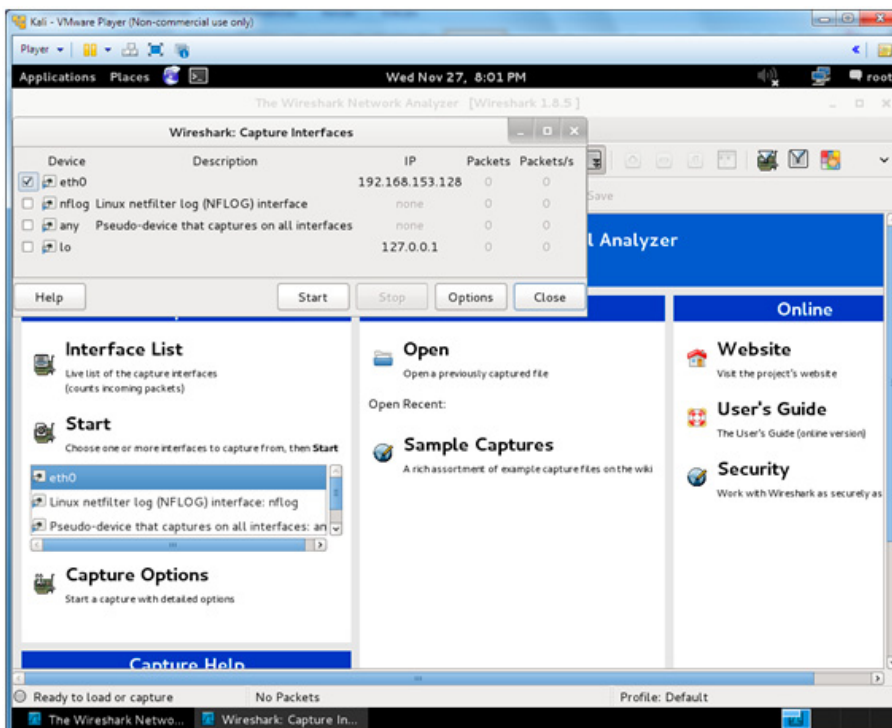 Kali - VMware Player (Non-commercial use only)
Player
Applications Places Wed Nov 27, 8:01 PM root
The Wireshark Network Analyzer [Wireshark 1.8.5 ]
Wireshark: Capture Interfaces
Device Description IP Packets Packets/s
eth0 192.168.153.128 0 0
nflog Linux netfilter log (NFLOG) interface none 0 0
any Pseudo-device that captures on all interfaces none 0 0
lo 127.0.0.1 0 0
Save
l Analyzer
Help Start Stop Options Close
Online
Interface List
Live list of the capture interfaces
(counts incoming packets)
Start
Choose one or more interfaces to capture from, then Start
eth0
Linux netfilter log (NFLOG) interface: nflog
Pseudo-device that captures on all interfaces: an
Capture Options
Start a capture with detailed options
Capture Help
Open
Open a previously captured file
Open Recent:
Sample Captures
A rich assortment of example capture files on the wiki
Website
Visit the project's website
User's Guide
The User's Guide (online version)
Security
Work with Wireshark as securely as
Ready to load or capture No Packets Profile: Default
The Wireshark Netwo... Wireshark: Capture In...